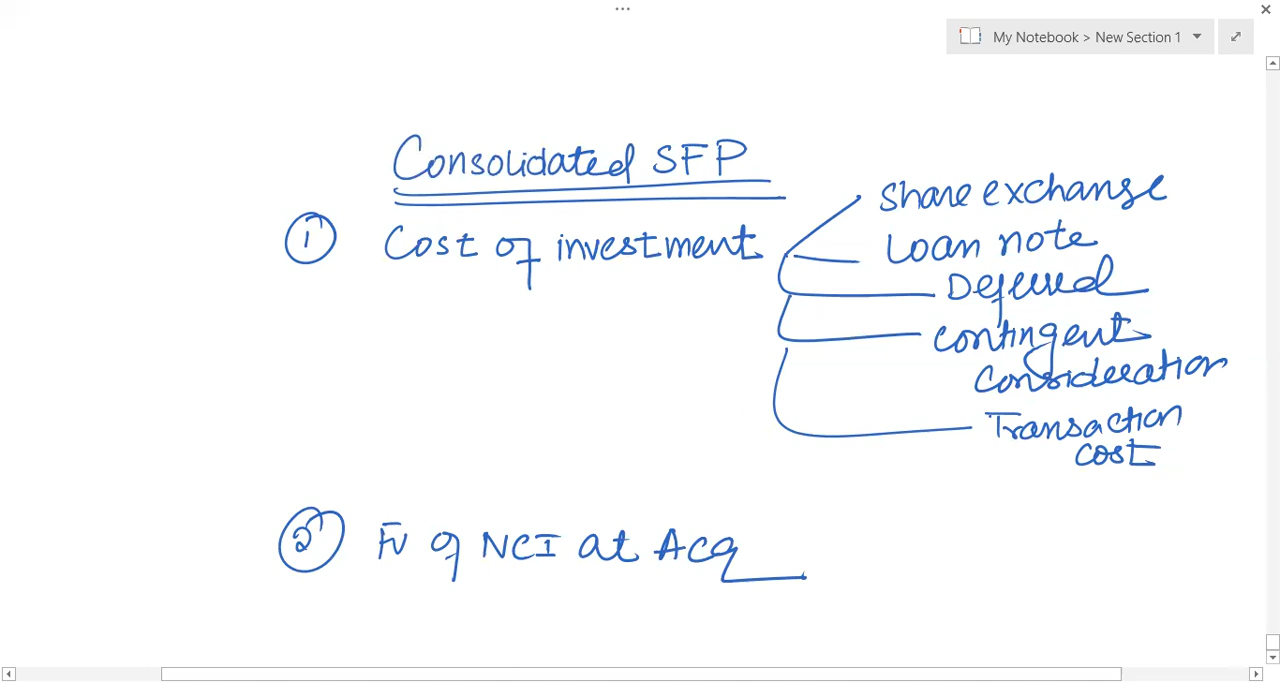 ...
My Notebook > New Section 1
Consolidated SFP
1 Cost of investment
Share exchange
Loan note
Deferred
Contingent
Consideration
Transaction
cost
2 FV of NCI at Acq